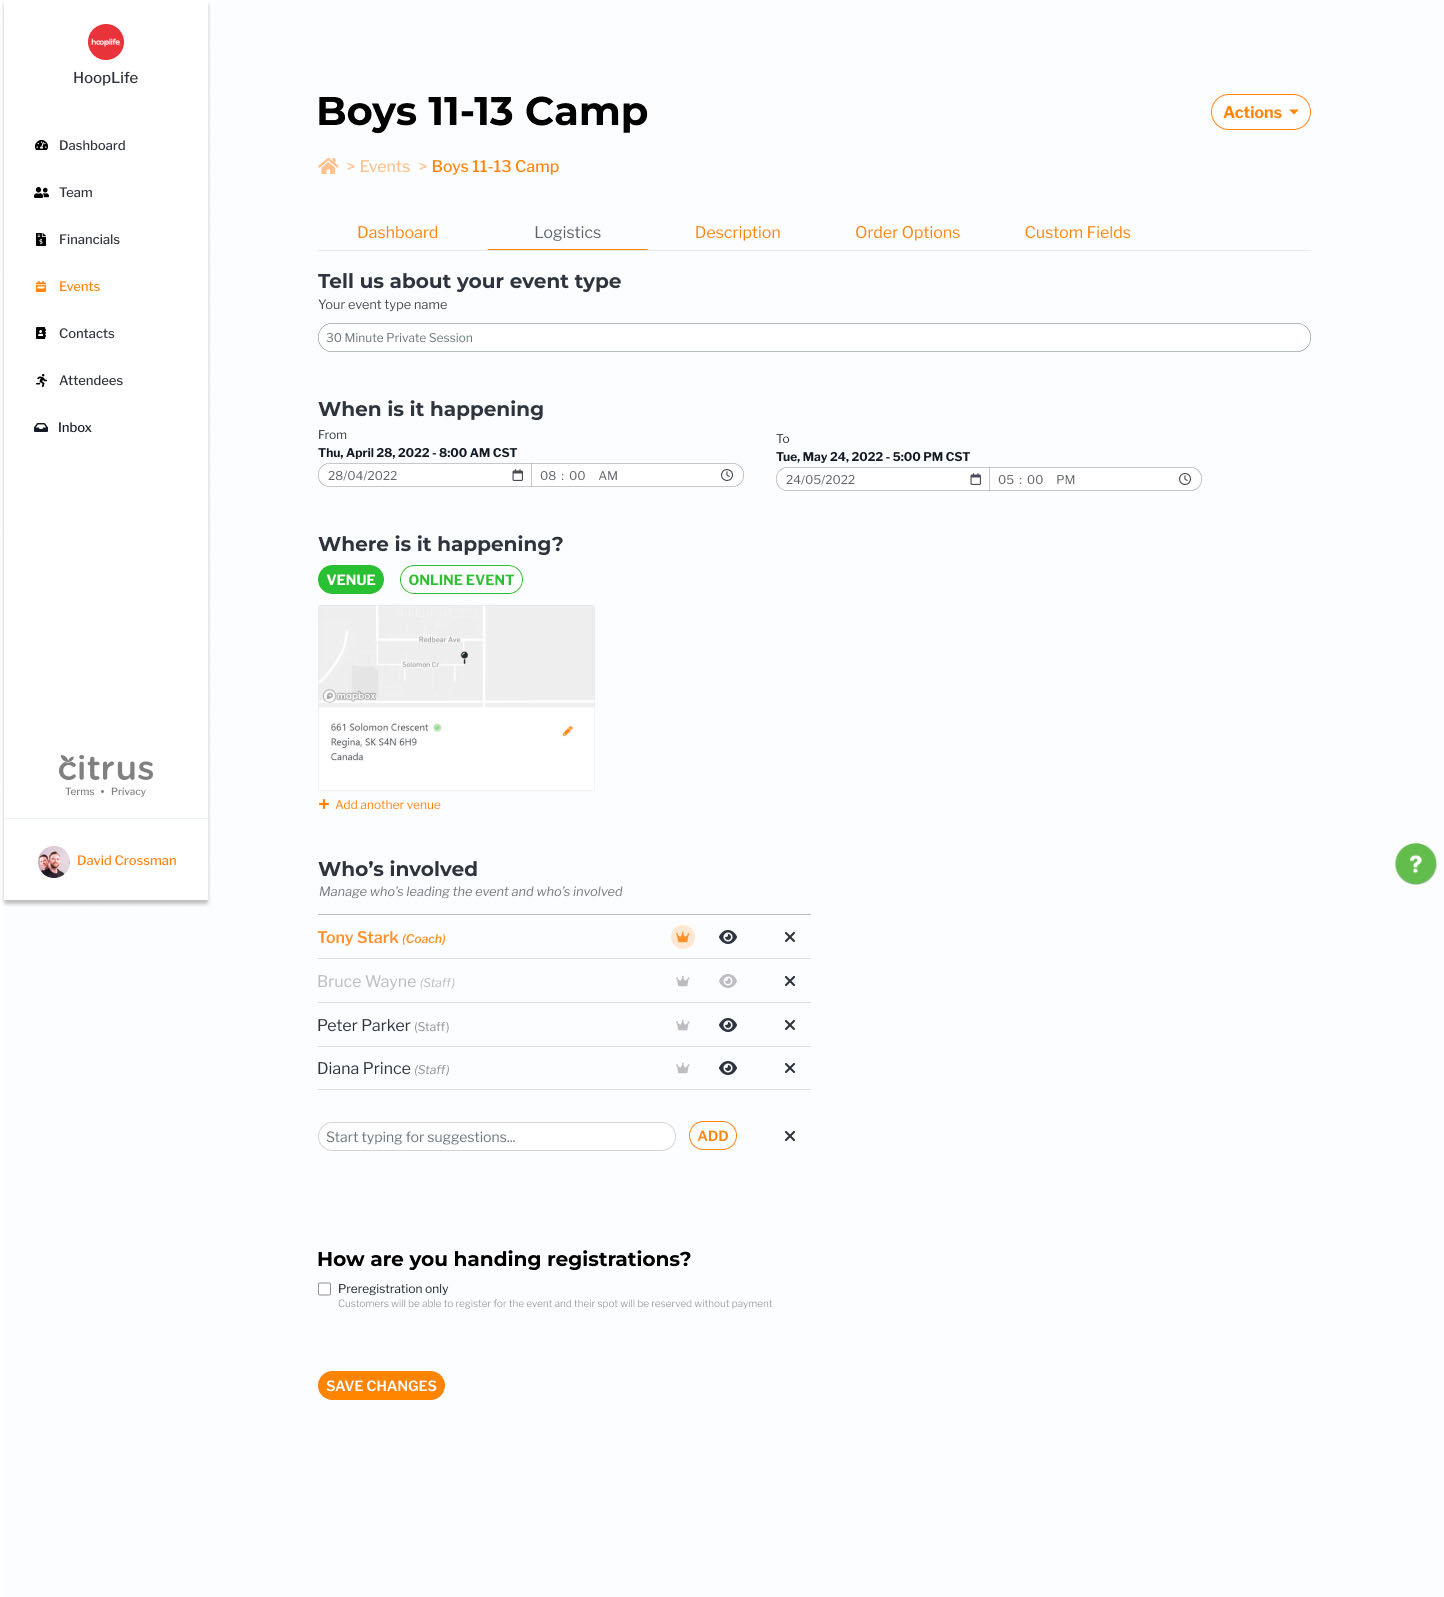 hooplife
HoopLife
Dashboard
Team
Financials
Events
Contacts
Attendees
Inbox
čitrus
Terms • Privacy
David Crossman
Boys 11-13 Camp
Actions
> Events > Boys 11-13 Camp
Dashboard Logistics Description Order Options Custom Fields
Tell us about your event type
Your event type name
30 Minute Private Session
When is it happening
From
Thu, April 28, 2022 - 8:00 AM CST
28/04/2022 08 : 00 AM
To
Tue, May 24, 2022 - 5:00 PM CST
24/05/2022 05 : 00 PM
Where is it happening?
VENUE ONLINE EVENT
Redbear Ave
Solomon Cr
mapbox
661 Solomon Crescent
Regina, SK S4N 6H9
Canada
+ Add another venue
Who’s involved
Manage who’s leading the event and who’s involved
Tony Stark (Coach)
Bruce Wayne (Staff)
Peter Parker (Staff)
Diana Prince (Staff)
Start typing for suggestions... ADD
How are you handing registrations?
Preregistration only
Customers will be able to register for the event and their spot will be reserved without payment
SAVE CHANGES
?